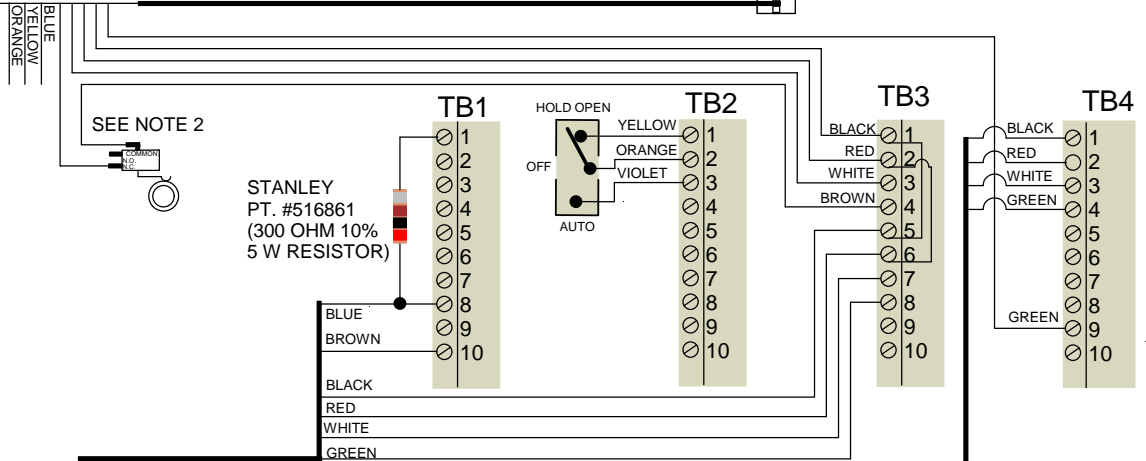 BLUE
YELLOW
ORANGE
SEE NOTE 2
COMMON
N.O.
N.C.
STANLEY
PT. #516861
(300 OHM 10%
5 W RESISTOR)
BLUE
BROWN
BLACK
RED
WHITE
GREEN
TB1
1
2
3
4
5
6
7
8
9
10
HOLD OPEN
OFF
AUTO
YELLOW
ORANGE
VIOLET
TB2
1
2
3
4
5
6
7
8
9
10
TB3
BLACK
RED
WHITE
BROWN
1
2
3
4
5
6
7
8
9
10
TB4
BLACK
RED
WHITE
GREEN
GREEN
1
2
3
4
5
6
7
8
9
10